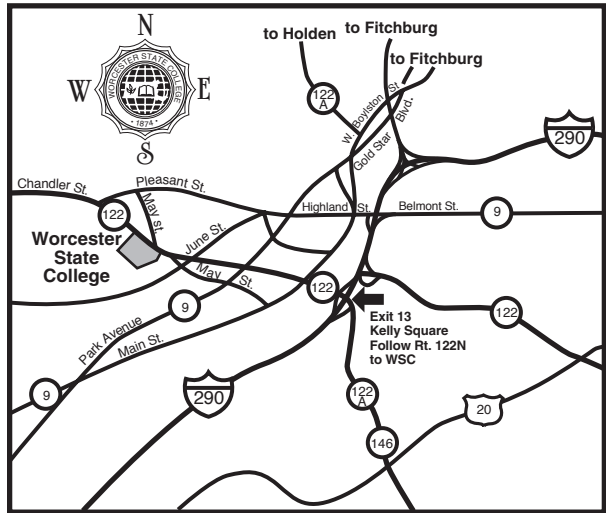 N
W
E
S
WORCESTER STATE COLLEGE
• 1874 •
to Holden
to Fitchburg
to Fitchburg
122
A
W. Boylston St
Blvd.
Gold Star
290
Chandler St.
Pleasant St.
May st.
122
Highland St.
Belmont St.
9
Worcester
State
College
June St.
May St.
122
9
Exit 13
Kelly Square
Follow Rt. 122N
to WSC
122
Park Avenue
Main St.
9
290
122
A
20
146